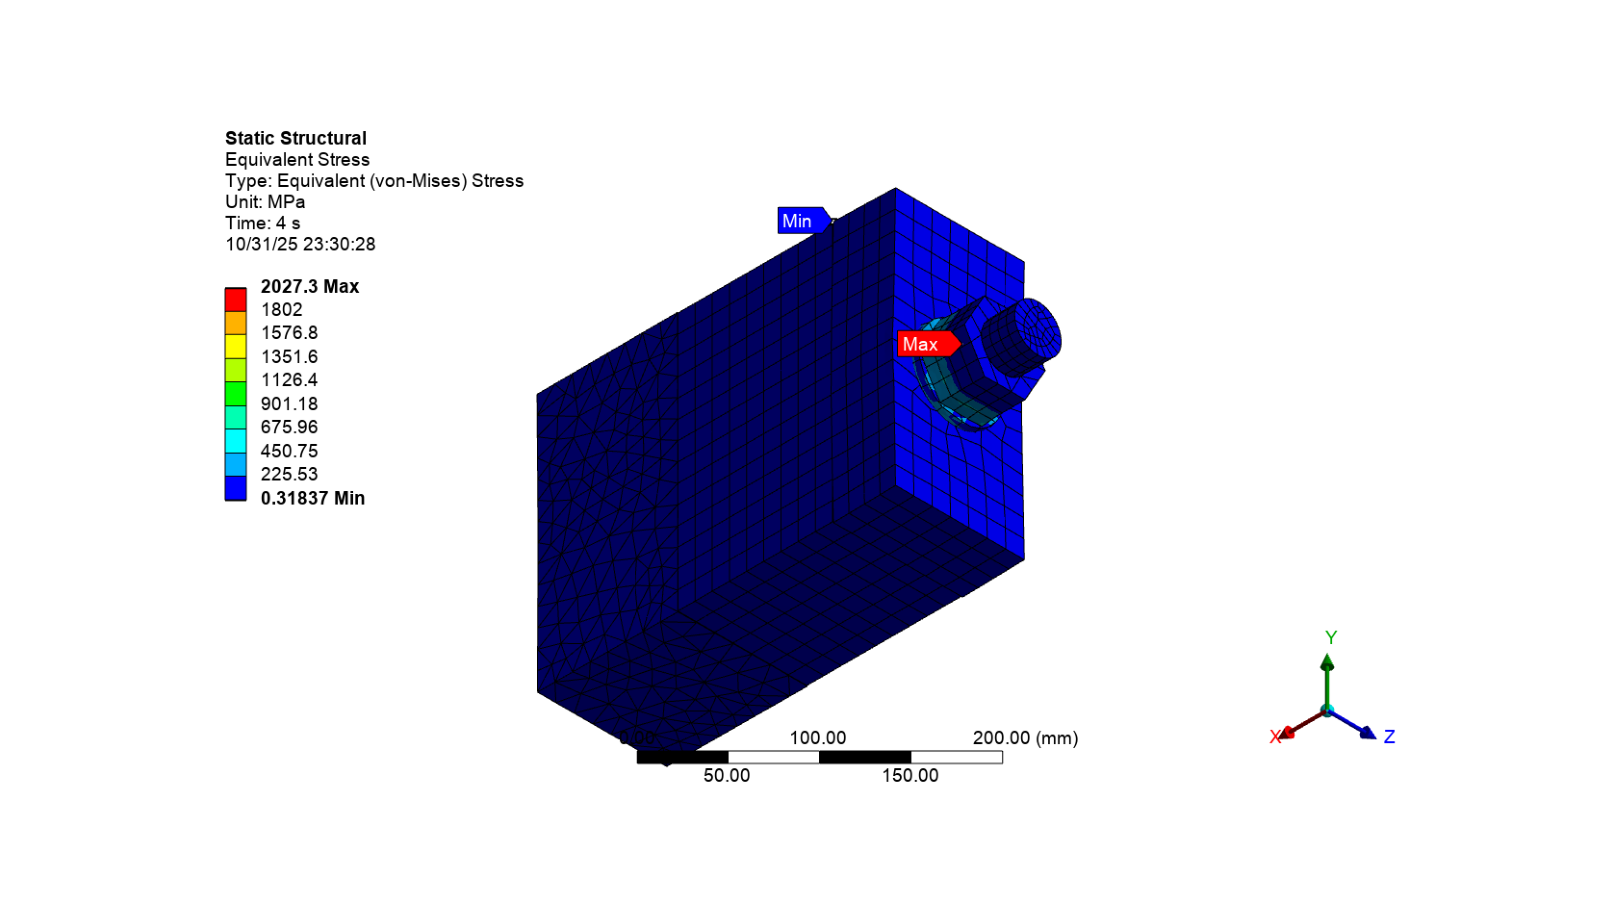 Static Structural
Equivalent Stress
Type: Equivalent (von-Mises) Stress
Unit: MPa
Time: 4 s
10/31/25 23:30:28
2027.3 Max
1802
1576.8
1351.6
1126.4
901.18
675.96
450.75
225.53
0.31837 Min
Min
Max
0.00 100.00 200.00 (mm)
50.00 150.00
Y
X
Z